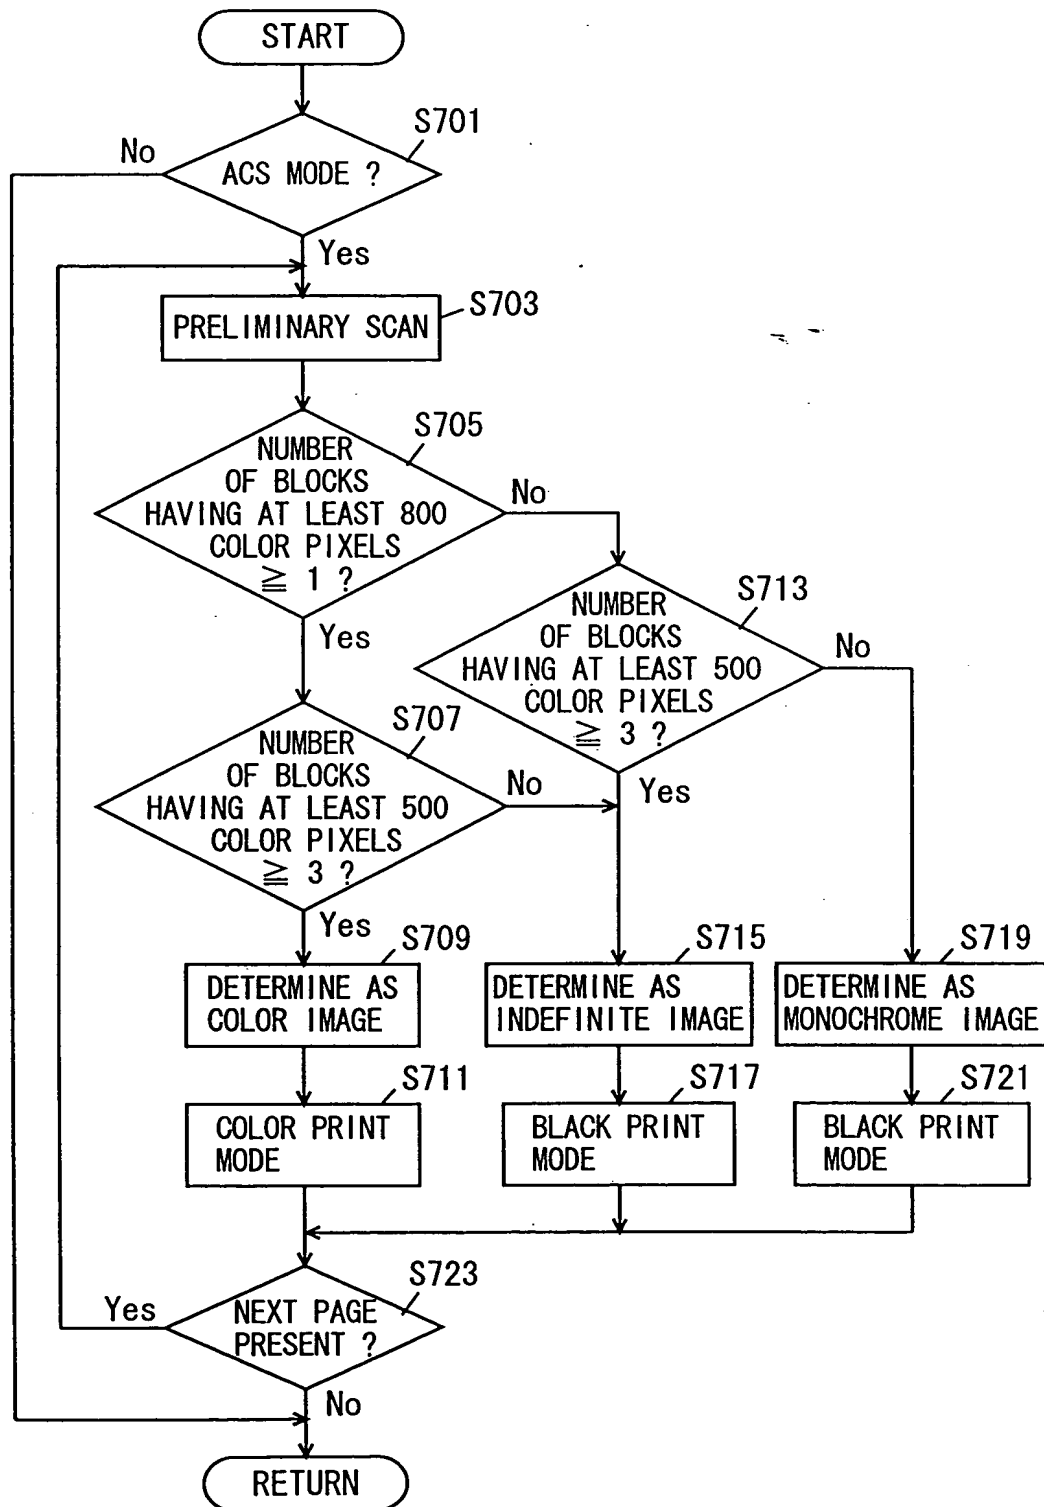 START
S701
No
ACS MODE ?
Yes
S703
PRELIMINARY SCAN
S705
NUMBER
OF BLOCKS
HAVING AT LEAST 800
COLOR PIXELS
≧ 1 ?
No
Yes
S713
NUMBER
OF BLOCKS
HAVING AT LEAST 500
COLOR PIXELS
≧ 3 ?
No
Yes
S707
NUMBER
OF BLOCKS
HAVING AT LEAST 500
COLOR PIXELS
≧ 3 ?
No
Yes
S709
DETERMINE AS
COLOR IMAGE
S715
DETERMINE AS
INDEFINITE IMAGE
S719
DETERMINE AS
MONOCHROME IMAGE
S711
COLOR PRINT
MODE
S717
BLACK PRINT
MODE
S721
BLACK PRINT
MODE
S723
Yes
NEXT PAGE
PRESENT ?
No
RETURN